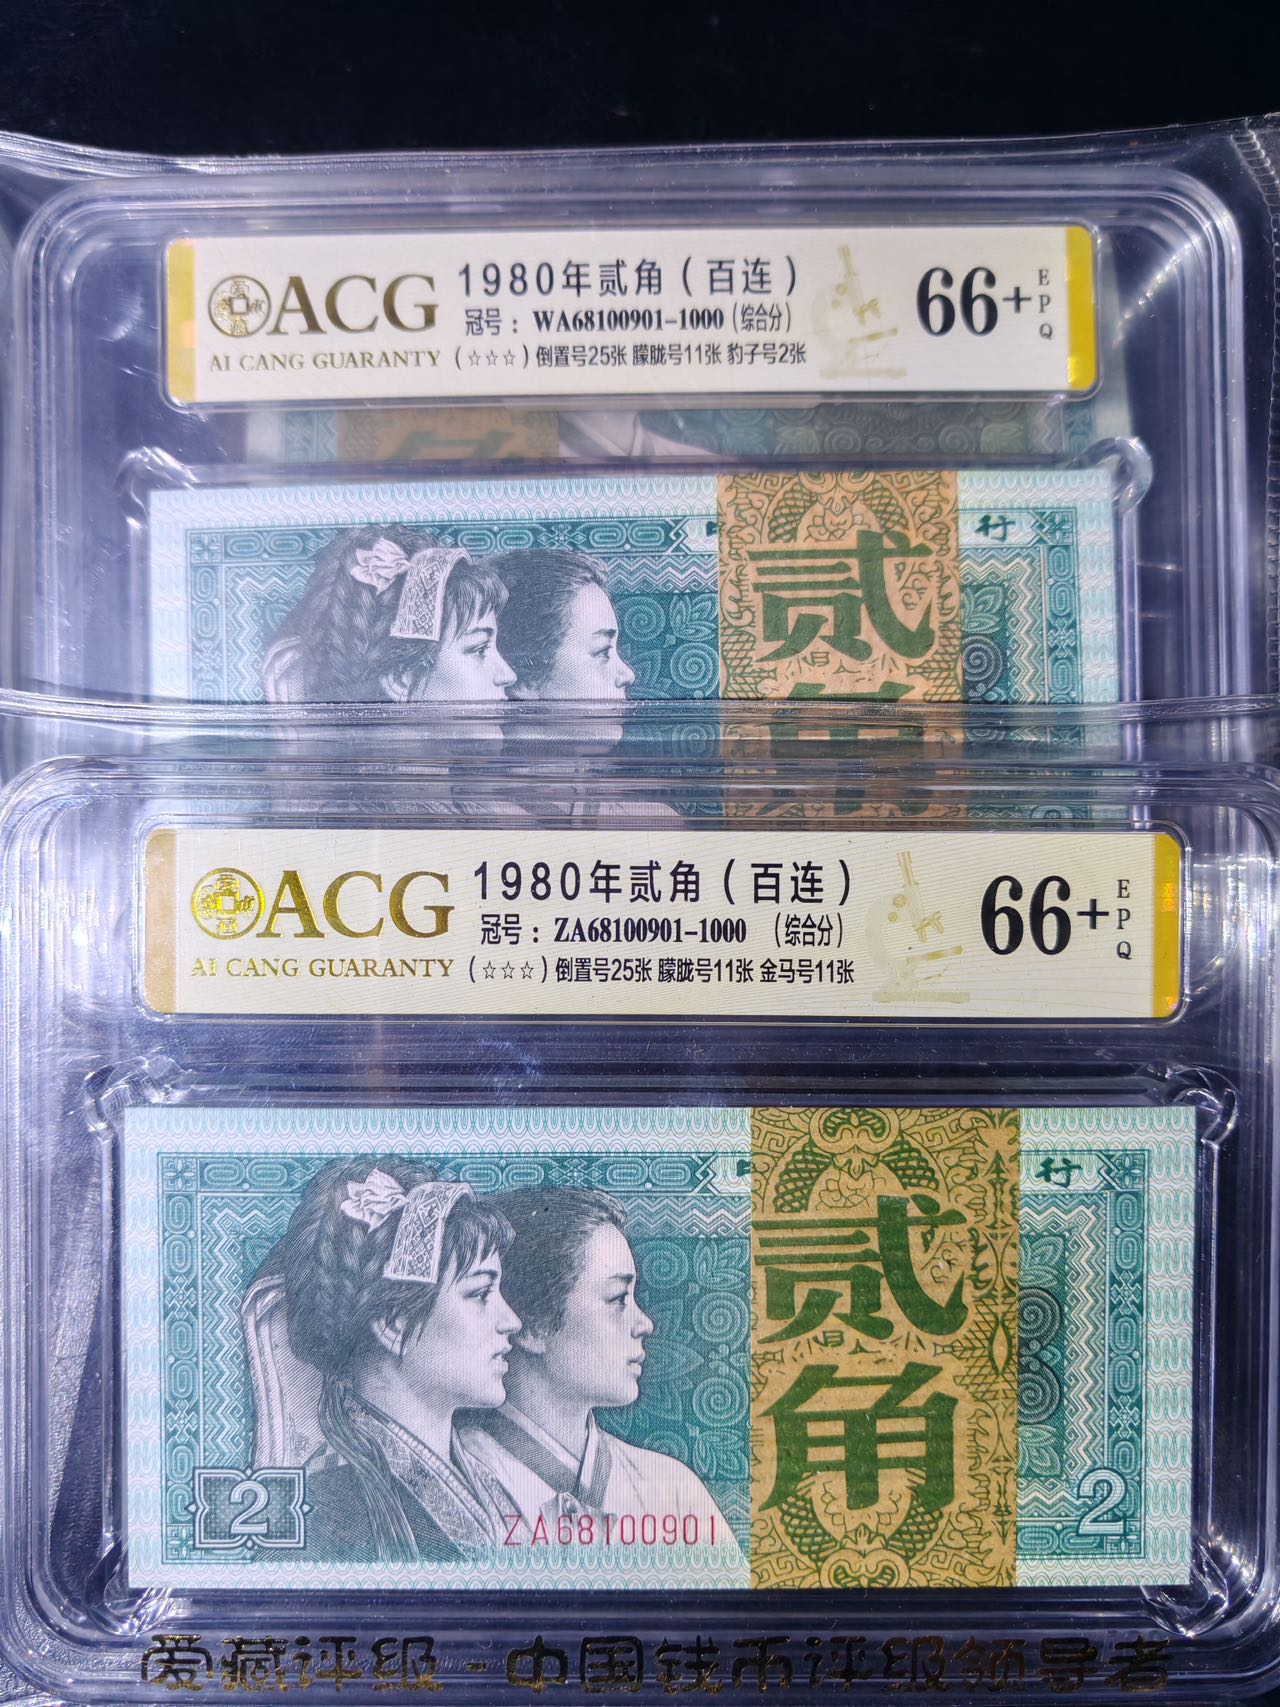 ACG
AI CANG GUARANTY
1980年贰角（百连）
冠号：WA68100901-1000（综合分）
（☆☆☆）倒置号25张 朦胧号11张 豹子号2张
66+
EPQ
行
贰
角
ACG
AI CANG GUARANTY
1980年贰角（百连）
冠号：ZA68100901-1000（综合分）
（☆☆☆）倒置号25张 朦胧号11张 金马号11张
66+
EPQ
行
贰
角
2
ZA68100901
2
爱藏评级-中国钱币评级领导者